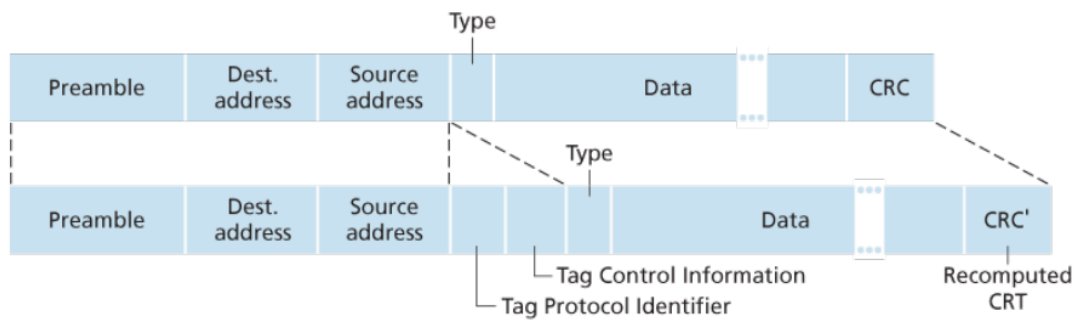 Type
Preamble
Dest.
address
Source
address
Data
CRC
Type
Preamble
Dest.
address
Source
address
Data
CRC'
Tag Control Information
Tag Protocol Identifier
Recomputed
CRT